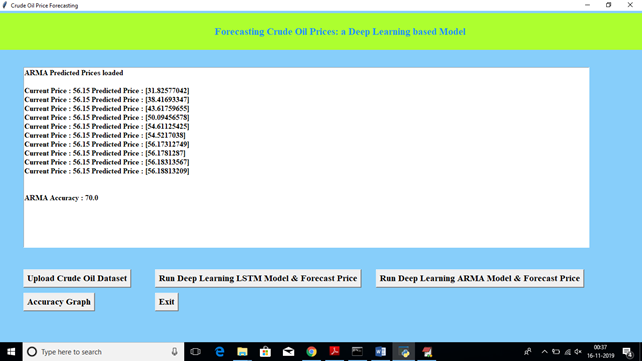 Crude Oil Price Forecasting
Forecasting Crude Oil Prices: a Deep Learning based Model
ARMA Predicted Prices loaded
Current Price : 56.15 Predicted Price : [31.82577042]
Current Price : 56.15 Predicted Price : [38.41693347]
Current Price : 56.15 Predicted Price : [43.61759655]
Current Price : 56.15 Predicted Price : [50.09456578]
Current Price : 56.15 Predicted Price : [54.61125425]
Current Price : 56.15 Predicted Price : [54.5217038]
Current Price : 56.15 Predicted Price : [56.17312749]
Current Price : 56.15 Predicted Price : [56.1781287]
Current Price : 56.15 Predicted Price : [56.18313567]
Current Price : 56.15 Predicted Price : [56.18813209]
ARMA Accuracy : 70.0
Upload Crude Oil Dataset
Run Deep Learning LSTM Model & Forecast Price
Run Deep Learning ARMA Model & Forecast Price
Accuracy Graph
Exit
Type here to search
00:37
16-11-2019